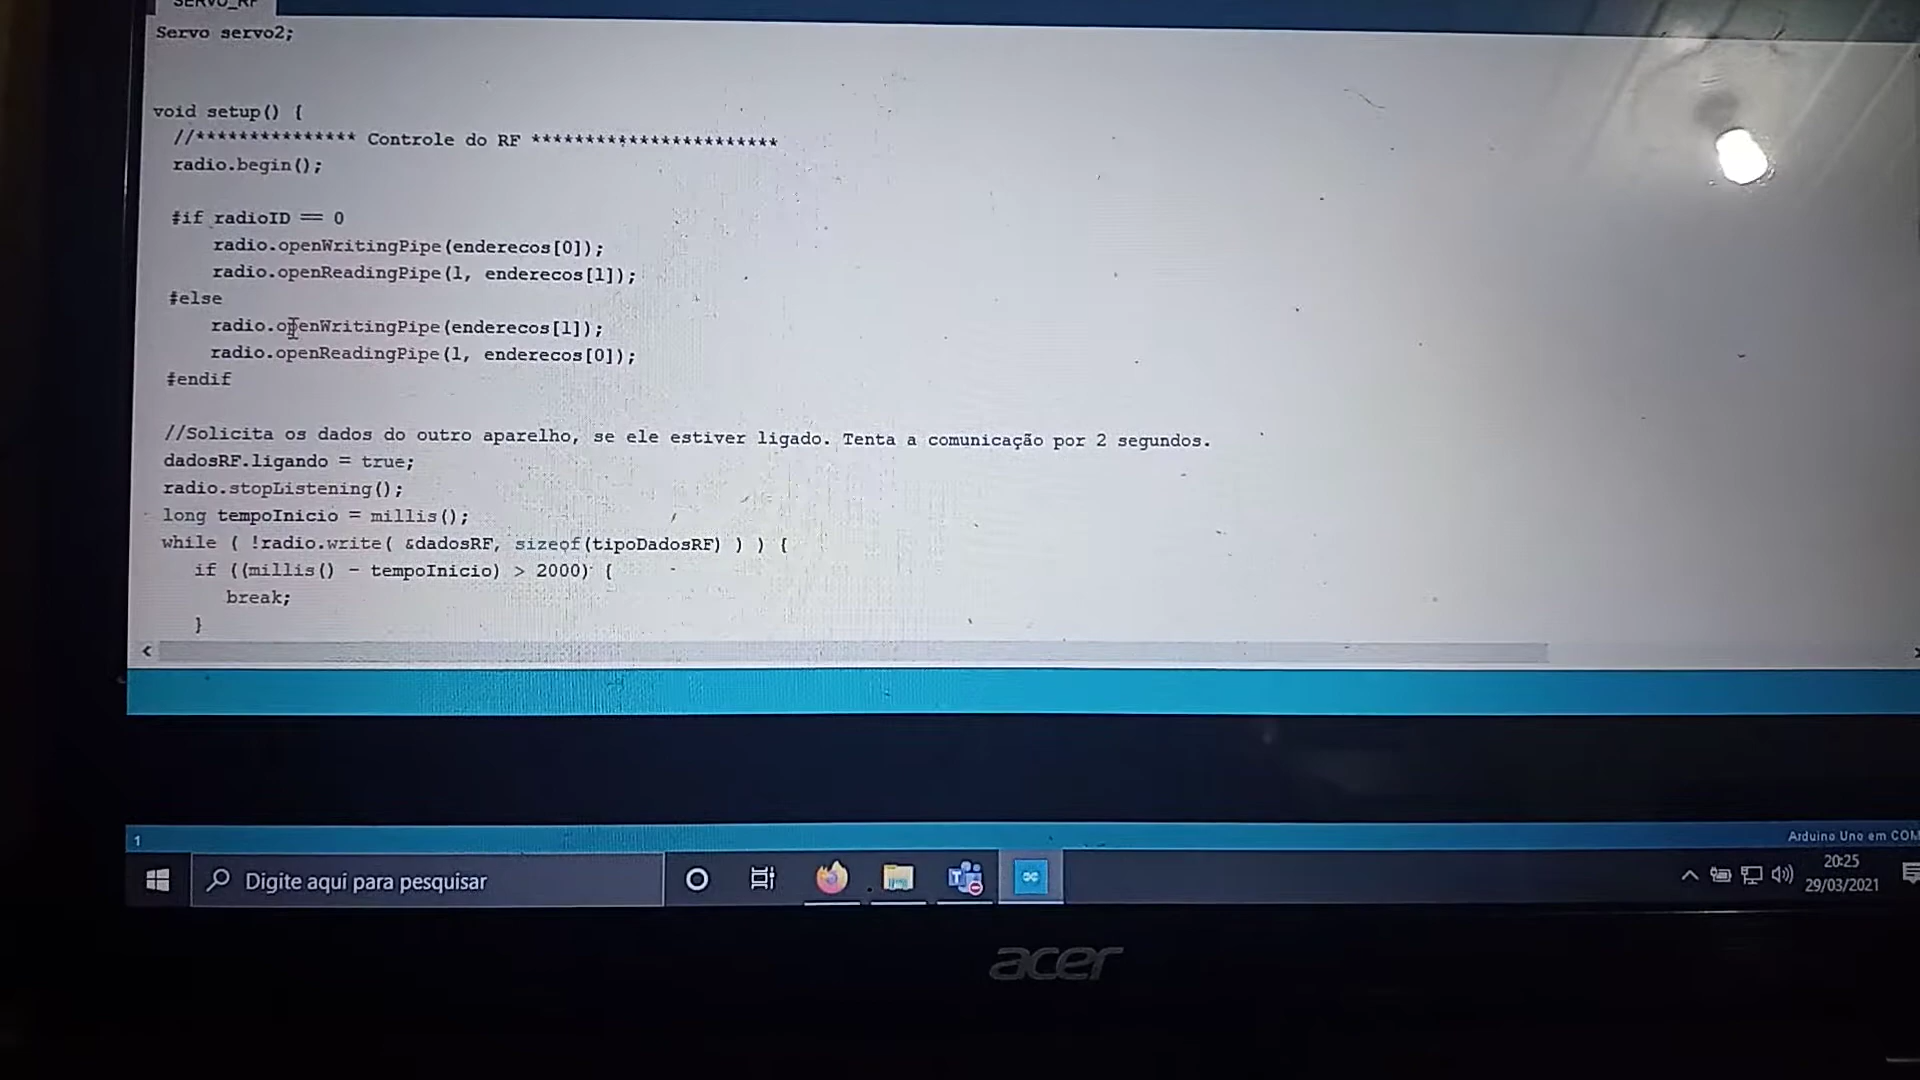 SERVO_RF
Servo servo2;
void setup() {
//*************** Controle do RF ***********************
radio.begin();
#if radioID == 0
radio.openWritingPipe(enderecos[0]);
radio.openReadingPipe(1, enderecos[1]);
#else
radio.openWritingPipe(enderecos[1]);
radio.openReadingPipe(1, enderecos[0]);
#endif
//Solicita os dados do outro aparelho, se ele estiver ligado. Tenta a comunicação por 2 segundos.
dadosRF.ligando = true;
radio.stopListening();
long tempoInicio = millis();
while ( !radio.write( &dadosRF, sizeof(tipoDadosRF) ) ) {
if ((millis() - tempoInicio) > 2000) {
break;
}
1
Arduino Uno em COM
Digite aqui para pesquisar
20:25
29/03/2021
acer